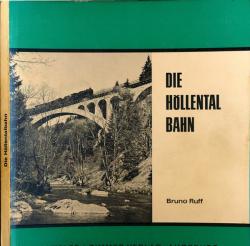 DIE
HÖLLENTAL
BAHN
Bruno Ruff
Die Höllentalbahn